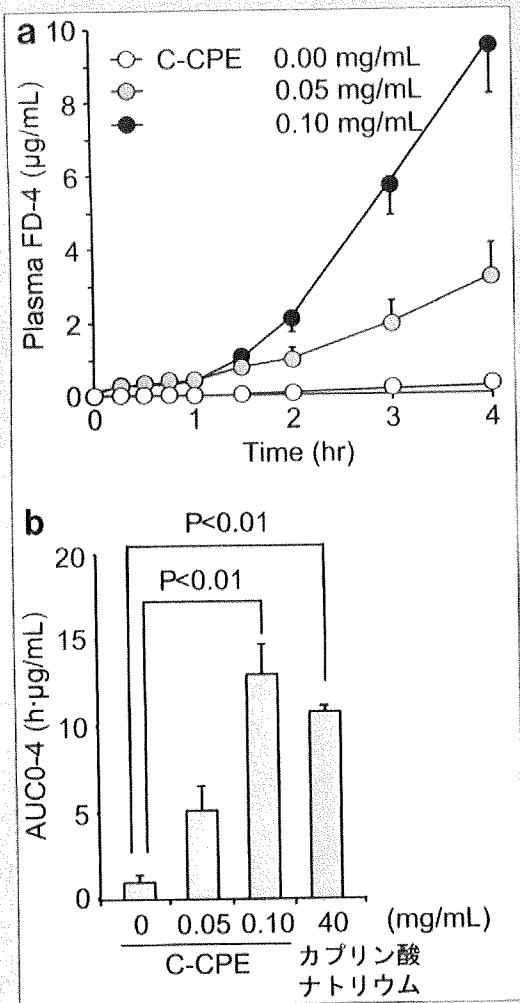 a
10
8
6
4
2
0
Plasma FD-4 (μg/mL)
C-CPE 0.00 mg/mL
0.05 mg/mL
0.10 mg/mL
0 1 2 3 4
Time (hr)
b
P<0.01
P<0.01
20
15
10
5
0
AUC0-4 (h·μg/mL)
0 0.05 0.10 40 (mg/mL)
C-CPE
カプリン酸
ナトリウム